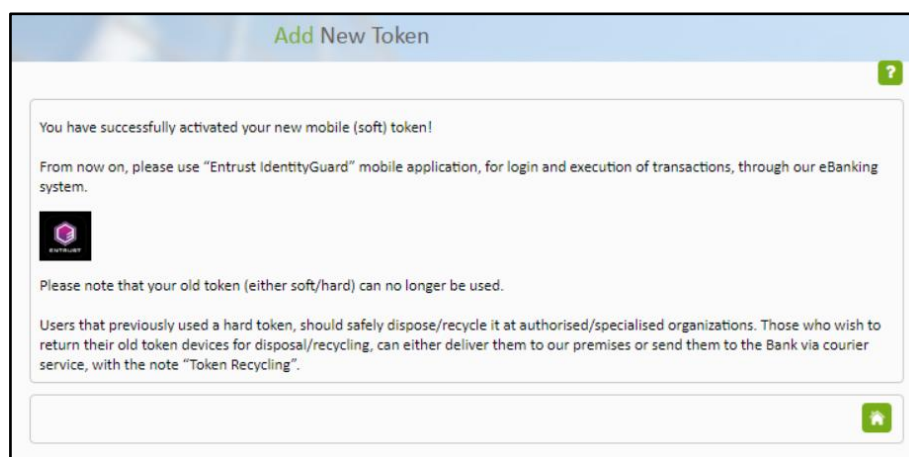 Add New Token
?
You have successfully activated your new mobile (soft) token!
From now on, please use “Entrust IdentityGuard” mobile application, for login and execution of transactions, through our eBanking
system.
ENTRUST
Please note that your old token (either soft/hard) can no longer be used.
Users that previously used a hard token, should safely dispose/recycle it at authorised/specialised organizations. Those who wish to
return their old token devices for disposal/recycling, can either deliver them to our premises or send them to the Bank via courier
service, with the note “Token Recycling”.